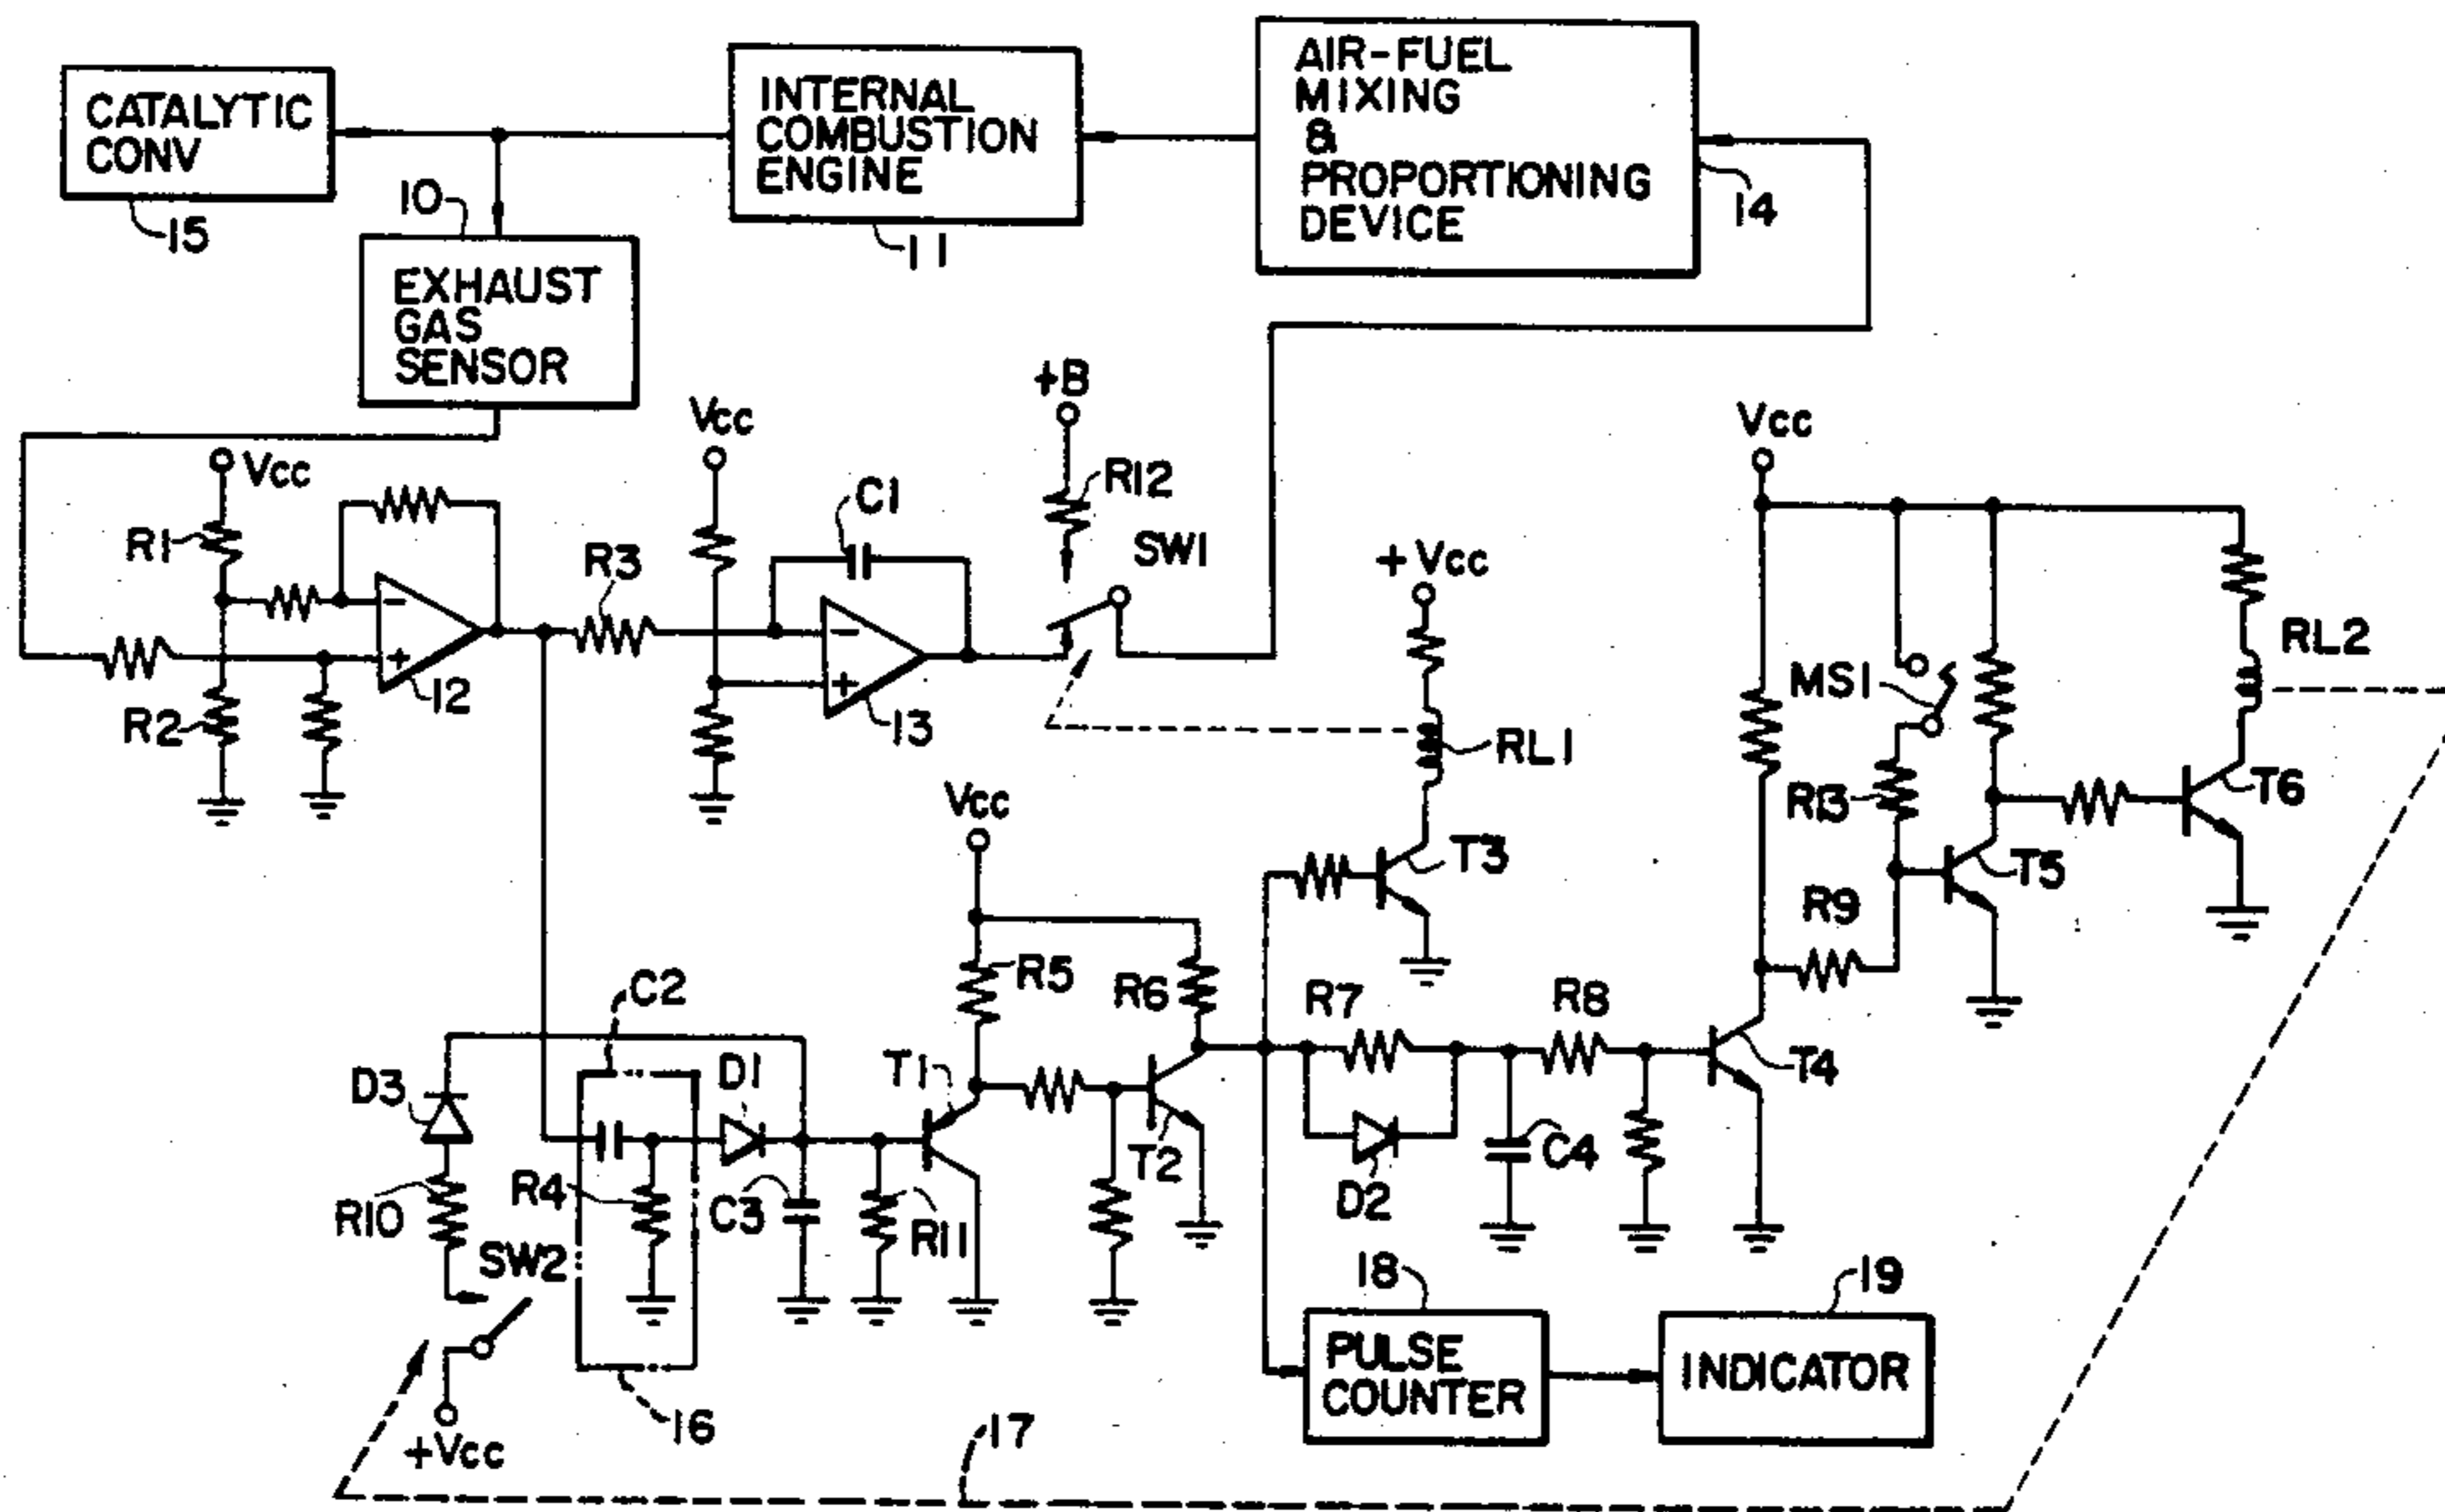 CATALYTIC
CONV
15
INTERNAL
COMBUSTION
ENGINE
11
AIR-FUEL
MIXING
&
PROPORTIONING
DEVICE
14
10
EXHAUST
GAS
SENSOR
Vcc
R1
R2
12
R3
Vcc
C1
13
+B
R12
SW1
+Vcc
RL1
T3
Vcc
MS1
R13
R9
T5
T6
RL2
Vcc
R5
R6
T1
T2
R7
D2
R8
C4
T4
C2
D3
R10
SW2
+Vcc
R4
D1
C3
R11
16
17
18
PULSE
COUNTER
19
INDICATOR